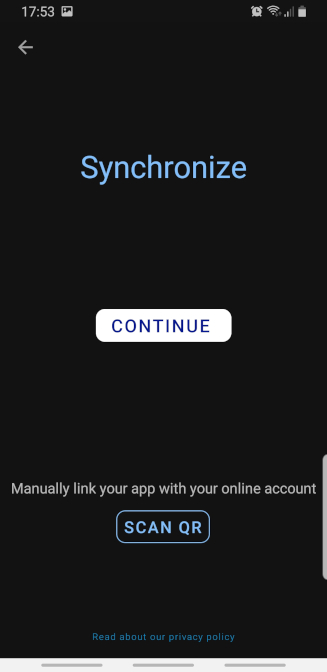 17:53
Synchronize
CONTINUE
Manually link your app with your online account
SCAN QR
Read about our privacy policy